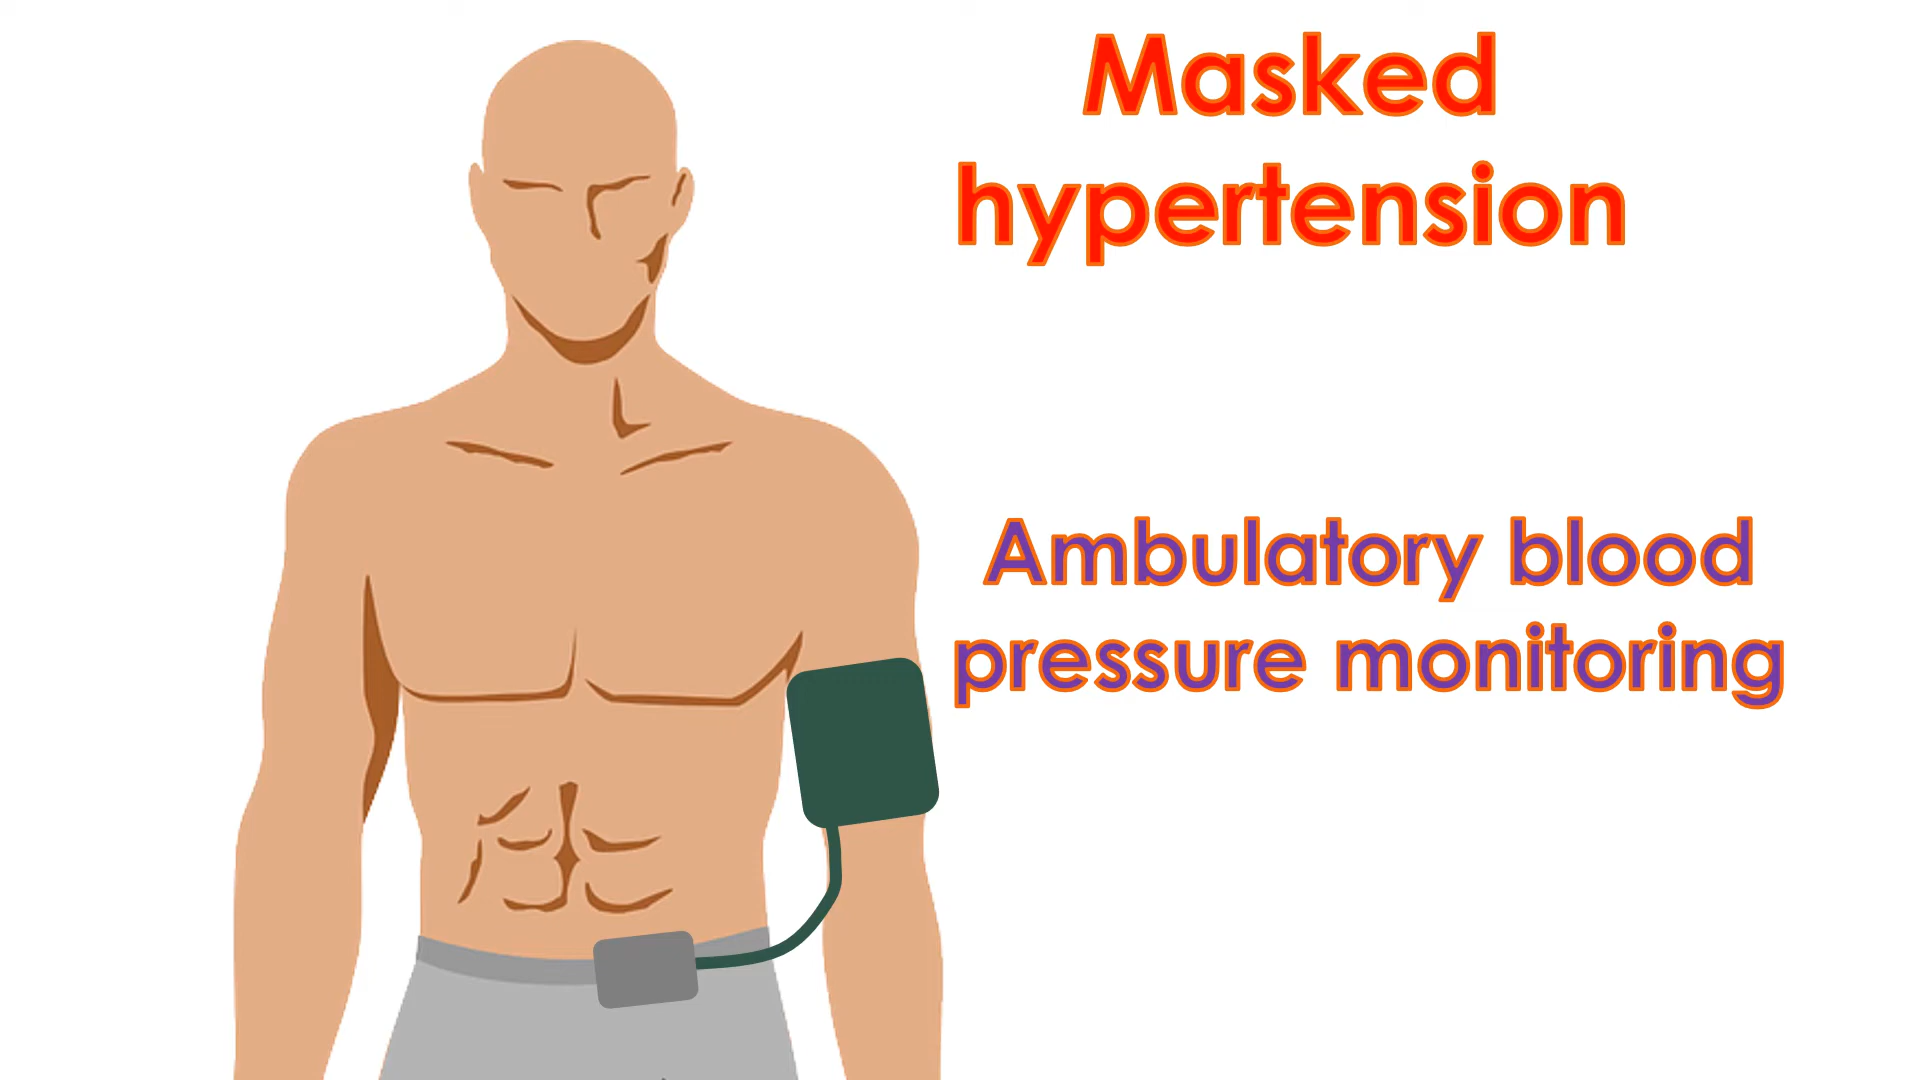 Masked
hypertension
Ambulatory blood
pressure monitoring